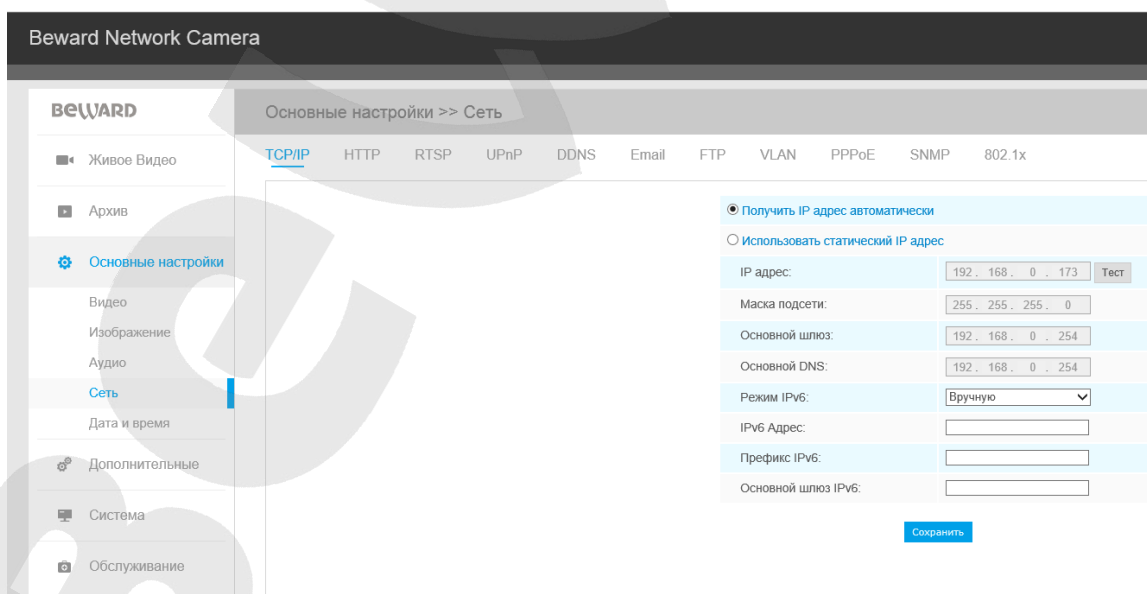 Beward Network Camera
BEWARD
Основные настройки >> Сеть
Живое Видео
Архив
Основные настройки
Видео
Изображение
Аудио
Сеть
Дата и время
Дополнительные
Система
Обслуживание
TCP/IP HTTP RTSP UPnP DDNS Email FTP VLAN PPPoE SNMP 802.1x
Получить IP адрес автоматически
Использовать статический IP адрес
IP адрес: 192. 168. 0 . 173 Тест
Маска подсети: 255. 255. 255. 0
Основной шлюз: 192. 168. 0 . 254
Основной DNS: 192. 168. 0 . 254
Режим IPv6: Вручную
IPv6 Адрес:
Префикс IPv6:
Основной шлюз IPv6:
Сохранить